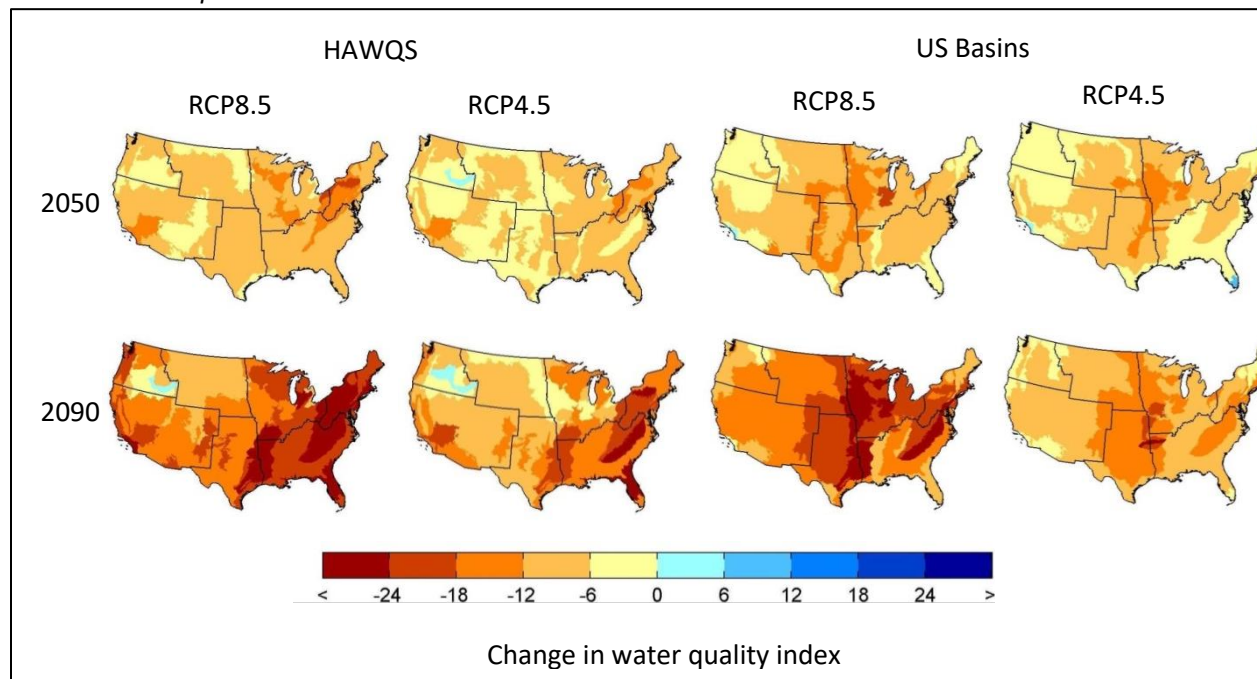 HAWQS US Basins
RCP8.5 RCP4.5 RCP8.5 RCP4.5
2050
2090
< -24 -18 -12 -6 0 6 12 18 24 >
Change in water quality index